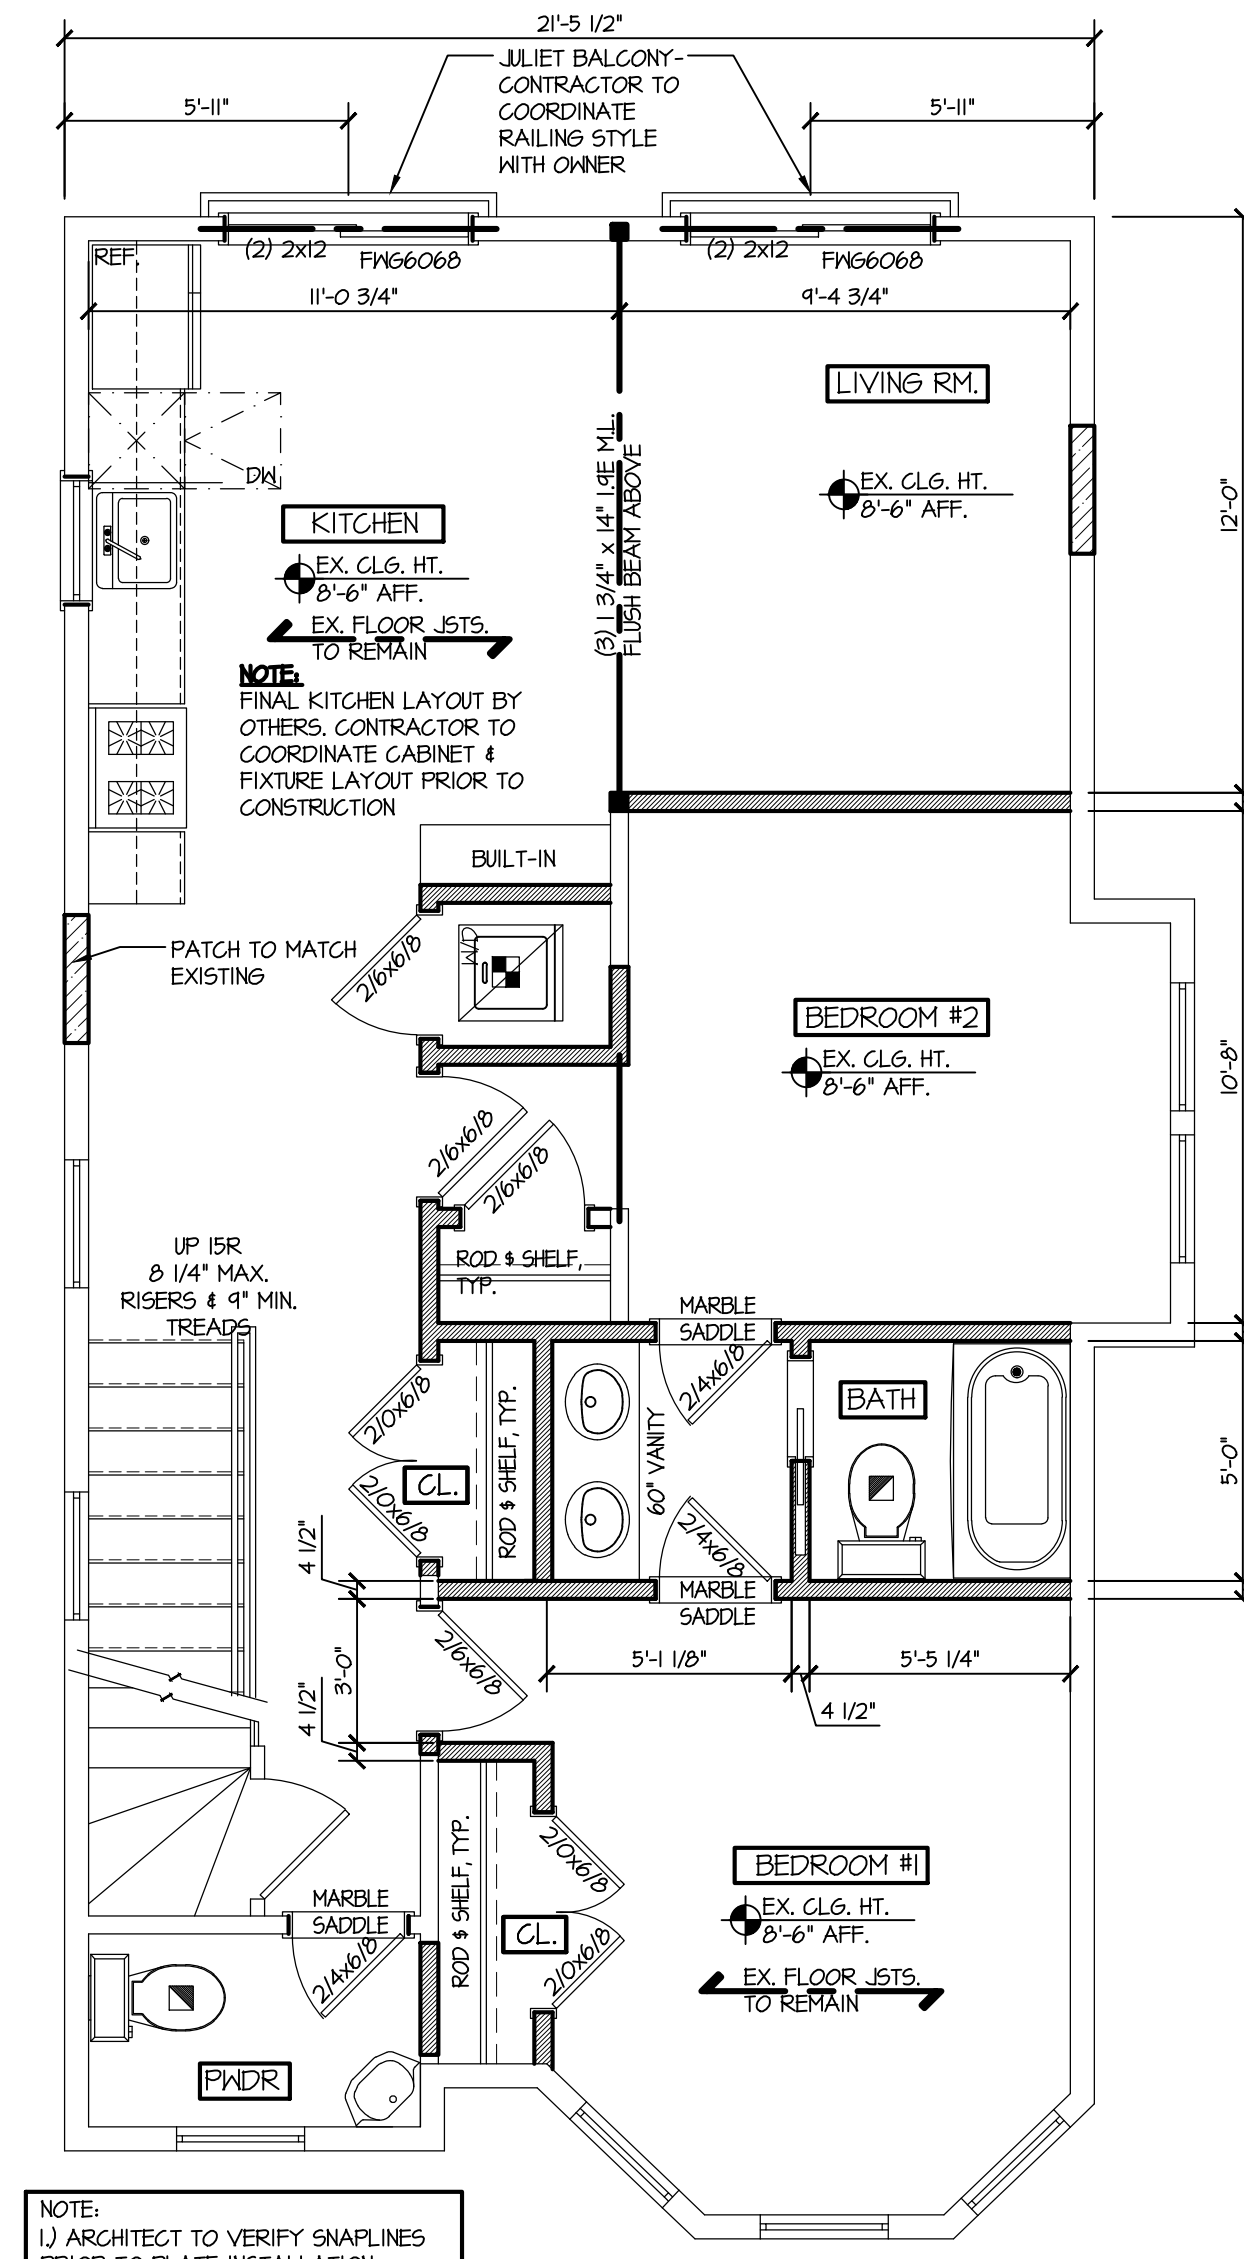 21'-5 1/2"
JULIET BALCONY-
CONTRACTOR TO
COORDINATE
RAILING STYLE
WITH OWNER
5'-11"
5'-11"
(2) 2x12
FWG6068
(2) 2x12
FWG6068
REF.
11'-0 3/4"
9'-4 3/4"
LIVING RM.
EX. CLG. HT.
8'-6" AFF.
12'-0"
DW
KITCHEN
EX. CLG. HT.
8'-6" AFF.
EX. FLOOR JSTS.
TO REMAIN
(3) 1 3/4" x 14" 1.9E M.L.
FLUSH BEAM ABOVE
NOTE:
FINAL KITCHEN LAYOUT BY
OTHERS. CONTRACTOR TO
COORDINATE CABINET &
FIXTURE LAYOUT PRIOR TO
CONSTRUCTION
BUILT-IN
W/D
2/6x6/8
PATCH TO MATCH
EXISTING
BEDROOM #2
EX. CLG. HT.
8'-6" AFF.
10'-8"
2/6x6/8
2/6x6/8
ROD $ SHELF,
TYP.
UP 15R
8 1/4" MAX.
RISERS & 9" MIN.
TREADS
MARBLE
SADDLE
2/4x6/8
2/0x6/8
2/0x6/8
CL.
ROD $ SHELF, TYP.
60" VANITY
BATH
5'-0"
2/4x6/8
MARBLE
SADDLE
4 1/2"
3'-0"
4 1/2"
2/6x6/8
5'-1 1/8"
5'-5 1/4"
4 1/2"
ROD $ SHELF, TYP.
2/0x6/8
CL.
2/0x6/8
BEDROOM #1
EX. CLG. HT.
8'-6" AFF.
EX. FLOOR JSTS.
TO REMAIN
MARBLE
SADDLE
2/4x6/8
PWDR
NOTE:
1.) ARCHITECT TO VERIFY SNAPLINES
PRIOR TO PLATE INSTALLATION